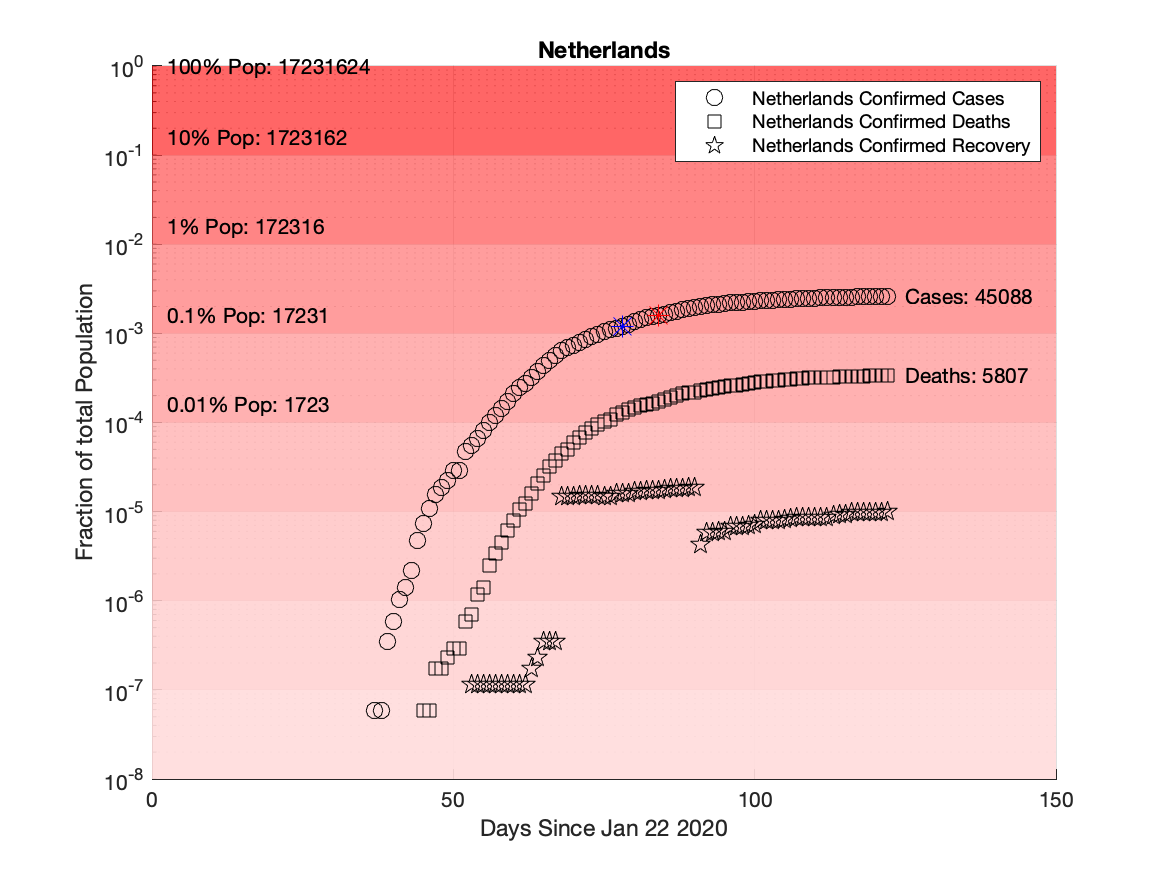 Netherlands
10^0
100% Pop: 17231624
Netherlands Confirmed Cases
Netherlands Confirmed Deaths
Netherlands Confirmed Recovery
10% Pop: 1723162
10^-1
1% Pop: 172316
10^-2
Cases: 45088
0.1% Pop: 17231
10^-3
Deaths: 5807
0.01% Pop: 1723
10^-4
10^-5
10^-6
10^-7
10^-8
Fraction of total Population
0 50 100 150
Days Since Jan 22 2020